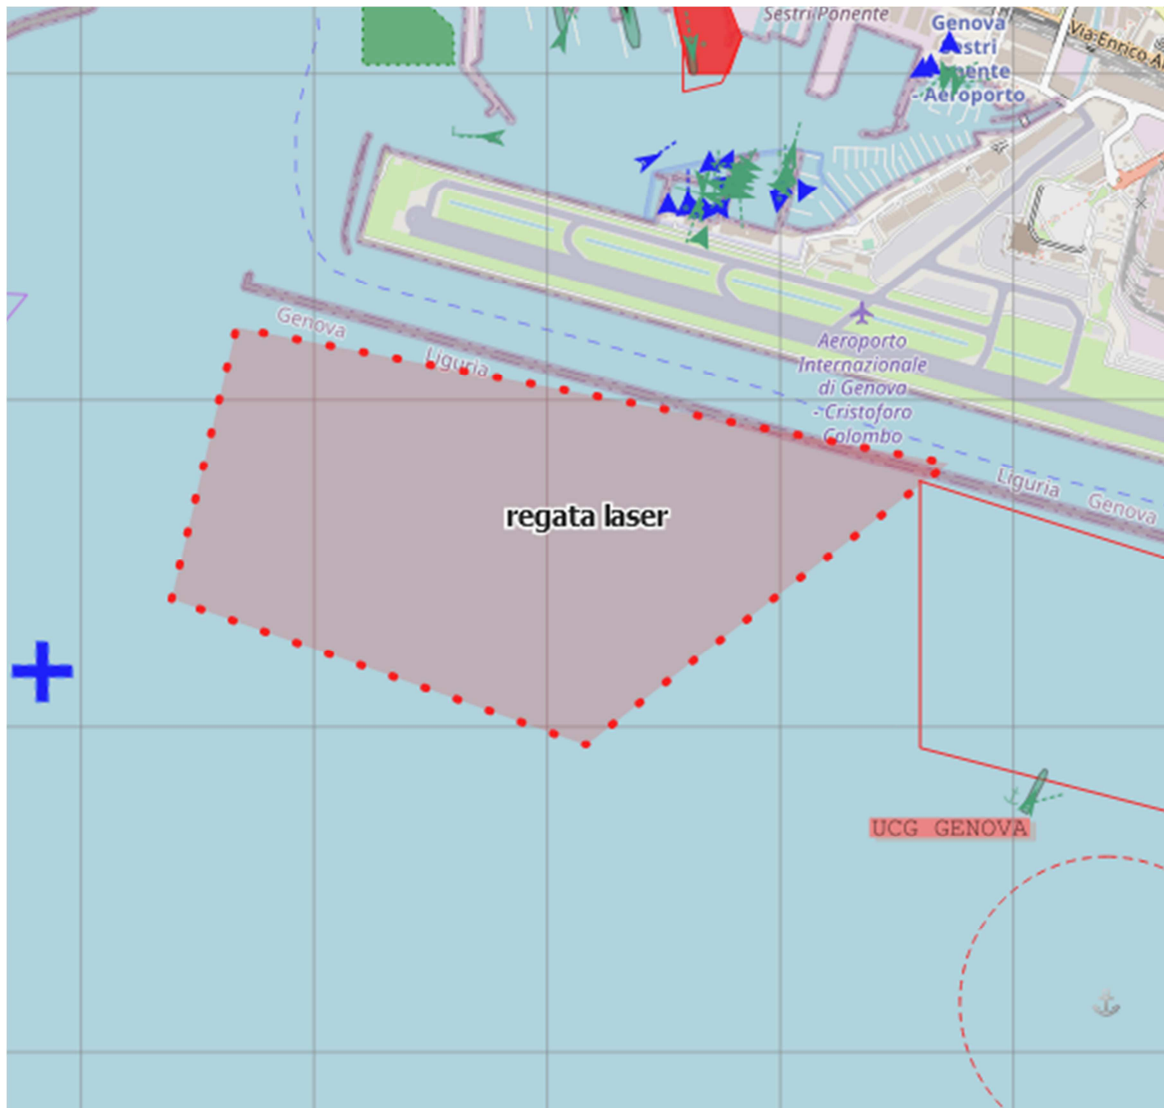 Sestri Ponente
Genova
Sestri
Ponente
- Aeroporto
Via Enrico A
Genova
Liguria
Aeroporto
Internazionale
di Genova
- Cristoforo
Colombo
Liguria
Genova
regata laser
UCG GENOVA